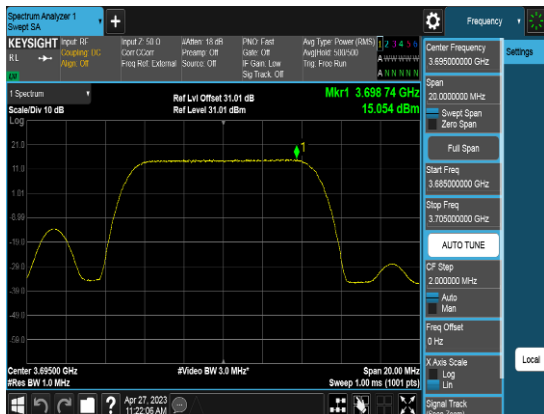 Spectrum Analyzer 1
Swept SA
+
Frequency
KEYSIGHT
Input: RF
Coupling: DC
Align: Off
Input Z: 50 Ω
Corr CCorr
Freq Ref: External
#Atten: 18 dB
Preamp: Off
Source: Off
PNO: Fast
Gate: Off
IF Gain: Low
Sig Track: Off
Avg Type: Power (RMS)
Avg|Hold: 500/500
Trig: Free Run
1 2 3 4 5 6
A W W W W W
A N N N N N
1 Spectrum
Scale/Div 10 dB
Ref Lvl Offset 31.01 dB
Ref Level 31.01 dBm
Mkr1 3.698 74 GHz
15.054 dBm
Log
21.0
11.0
1.01
-8.99
-19.0
-29.0
-39.0
-49.0
-59.0
1
Center 3.69500 GHz
#Res BW 1.0 MHz
#Video BW 3.0 MHz*
Span 20.00 MHz
Sweep 1.00 ms (1001 pts)
Apr 27, 2023
11:22:06 AM
Center Frequency
3.695000000 GHz
Span
20.0000000 MHz
Swept Span
Zero Span
Full Span
Start Freq
3.685000000 GHz
Stop Freq
3.705000000 GHz
AUTO TUNE
CF Step
2.000000 MHz
Auto
Man
Freq Offset
0 Hz
X Axis Scale
Log
Lin
Signal Track
Settings
Local